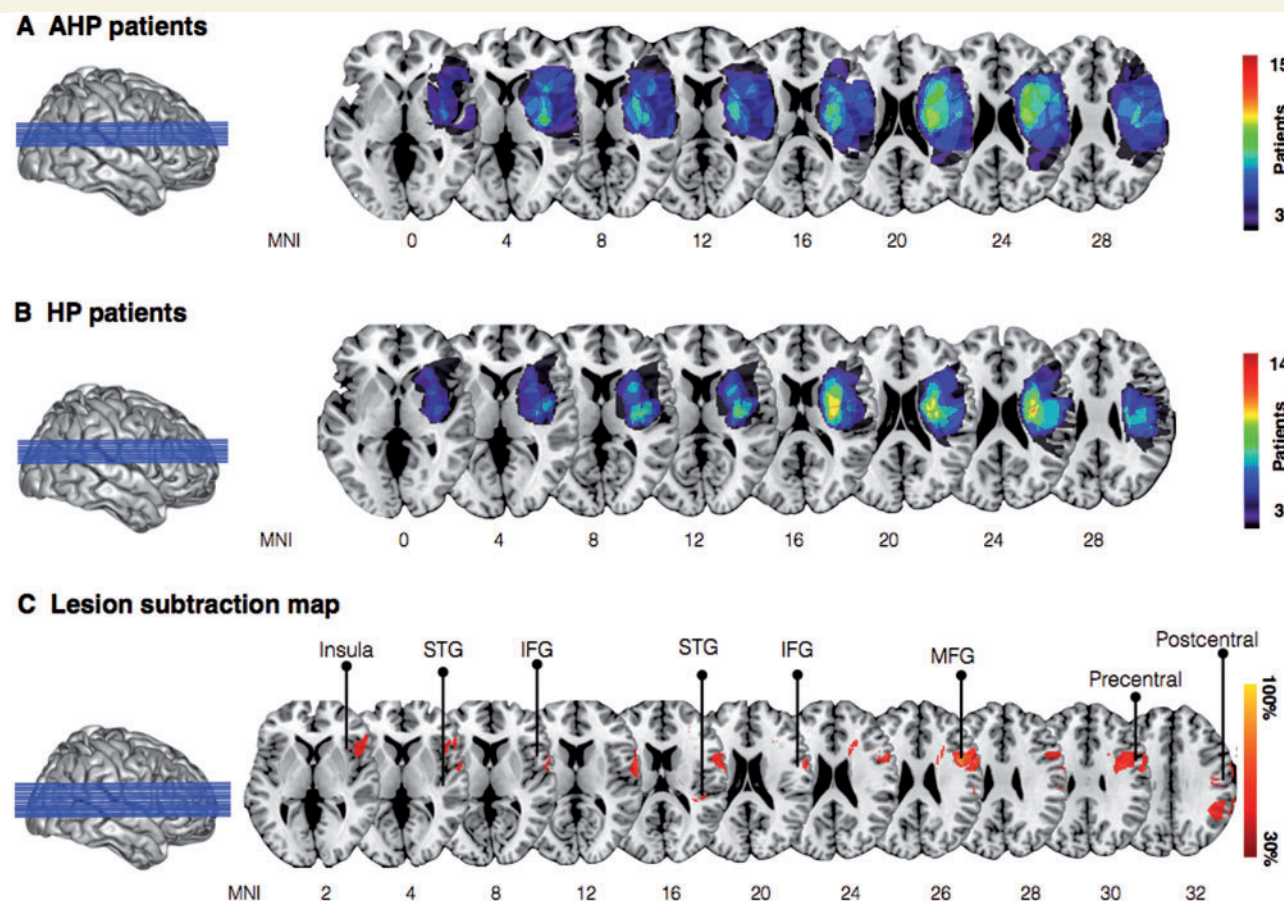 A AHP patients
15
Patients
3
MNI 0 4 8 12 16 20 24 28
B HP patients
14
Patients
3
MNI 0 4 8 12 16 20 24 28
C Lesion subtraction map
Insula STG IFG STG IFG MFG Precentral Postcentral
100%
30%
MNI 2 4 8 12 16 20 24 26 28 30 32